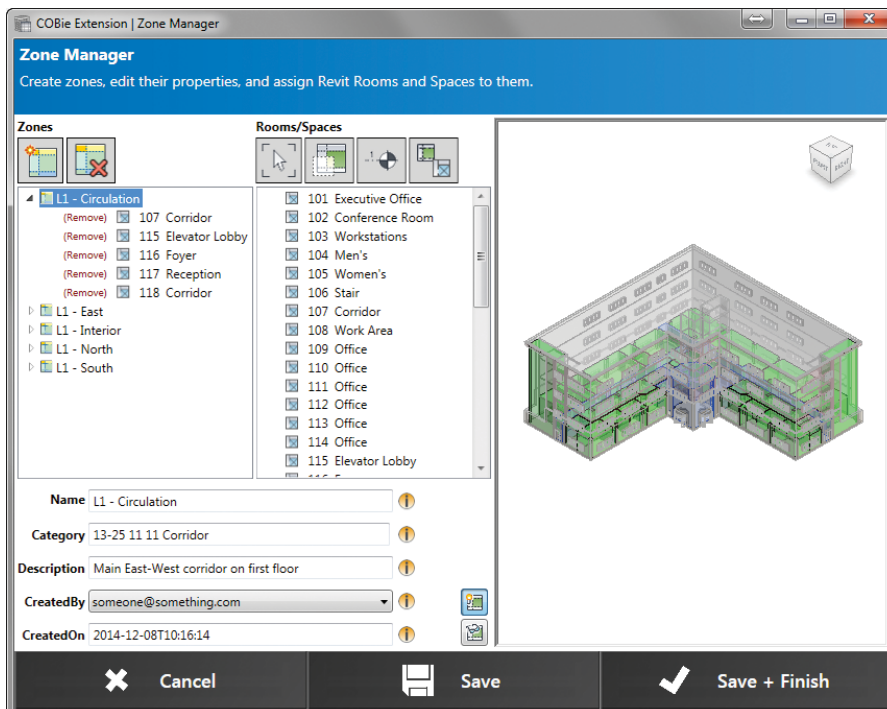 COBie Extension | Zone Manager
Zone Manager
Create zones, edit their properties, and assign Revit Rooms and Spaces to them.
Zones
L1 - Circulation
(Remove) 107 Corridor
(Remove) 115 Elevator Lobby
(Remove) 116 Foyer
(Remove) 117 Reception
(Remove) 118 Corridor
L1 - East
L1 - Interior
L1 - North
L1 - South
Rooms/Spaces
101 Executive Office
102 Conference Room
103 Workstations
104 Men's
105 Women's
106 Stair
107 Corridor
108 Work Area
109 Office
110 Office
111 Office
112 Office
113 Office
114 Office
115 Elevator Lobby
Name L1 - Circulation
Category 13-25 11 11 Corridor
Description Main East-West corridor on first floor
CreatedBy someone@something.com
CreatedOn 2014-12-08T10:16:14
Cancel
Save
Save + Finish